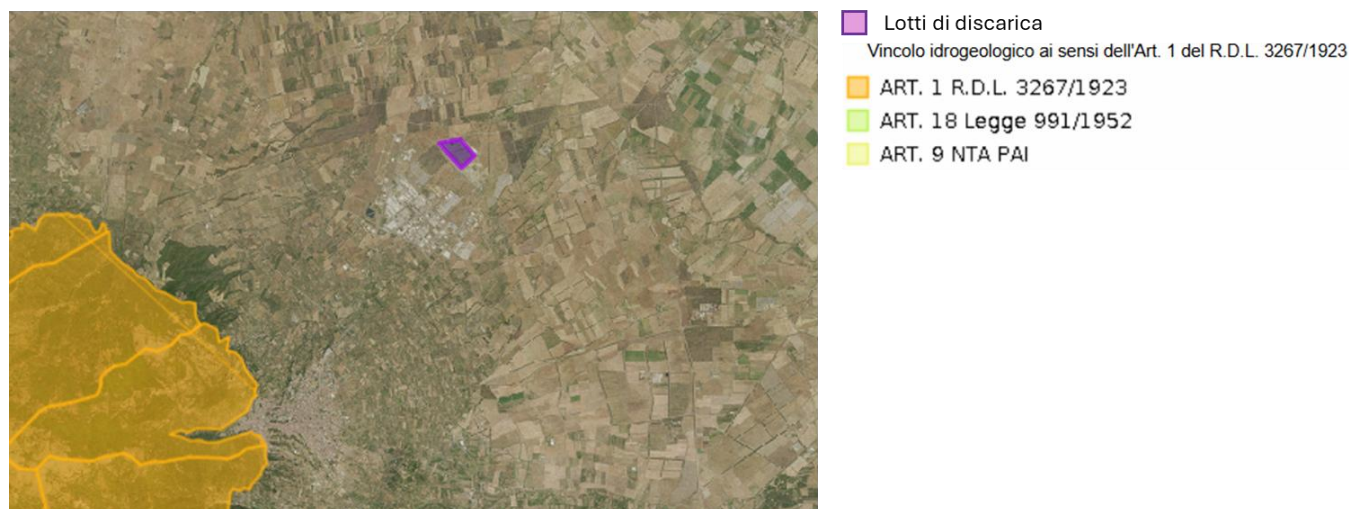 Lotti di discarica
Vincolo idrogeologico ai sensi dell'Art. 1 del R.D.L. 3267/1923
ART. 1 R.D.L. 3267/1923
ART. 18 Legge 991/1952
ART. 9 NTA PAI